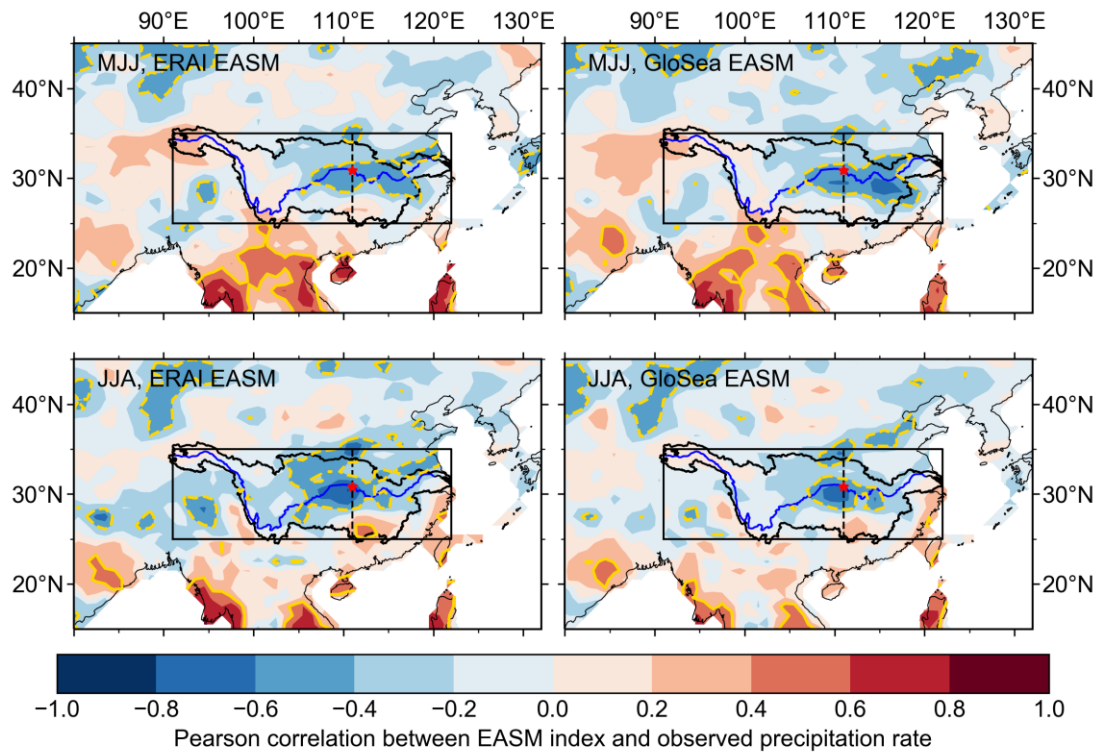 90°E 100°E 110°E 120°E 130°E 90°E 100°E 110°E 120°E 130°E
MJJ, ERAI EASM MJJ, GloSea EASM
40°N 40°N
30°N 30°N
20°N 20°N
JJA, ERAI EASM JJA, GloSea EASM
40°N 40°N
30°N 30°N
20°N 20°N
−1.0 −0.8 −0.6 −0.4 −0.2 0.0 0.2 0.4 0.6 0.8 1.0
Pearson correlation between EASM index and observed precipitation rate